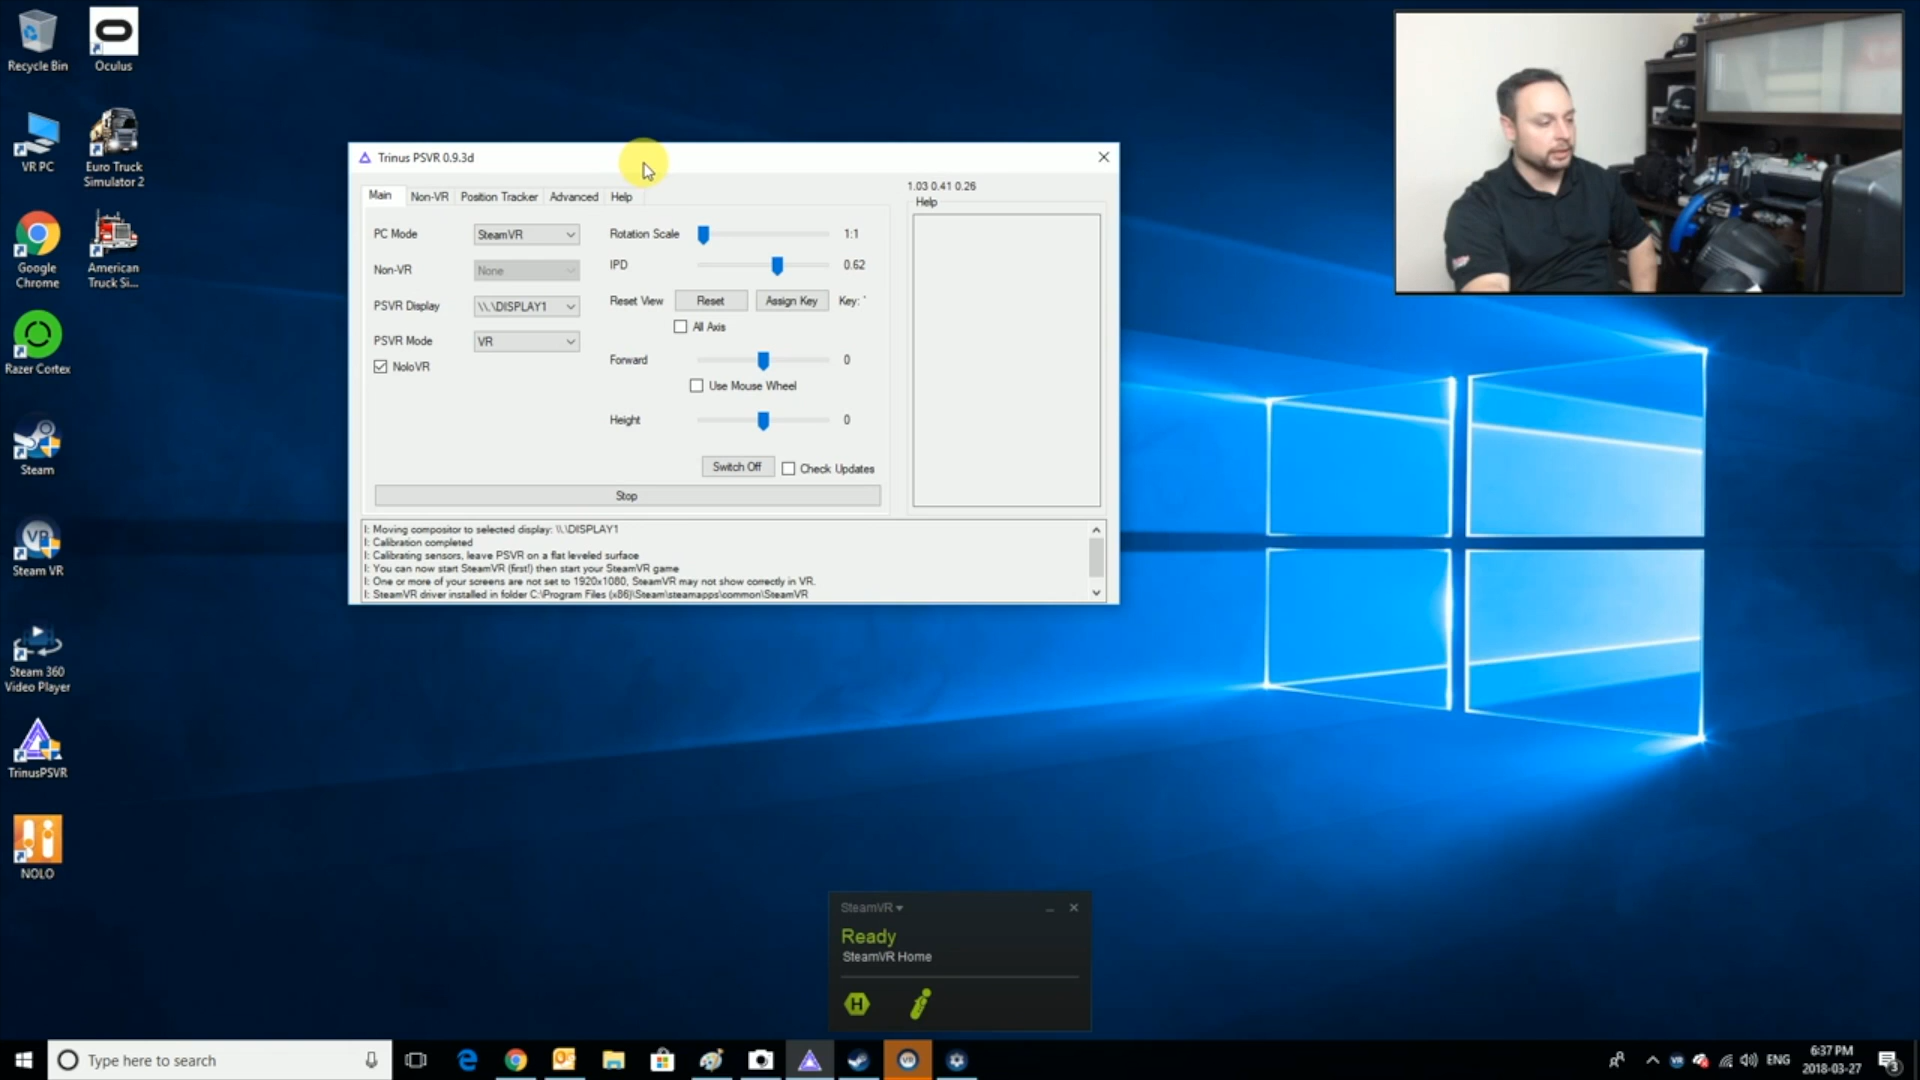 Recycle Bin
Oculus
VR PC
Euro Truck
Simulator 2
Google
Chrome
American
Truck Si...
Razer Cortex
Steam
Steam VR
Steam 360
Video Player
TrinusPSVR
NOLO
Trinus PSVR 0.9.3d
Main
Non-VR
Position Tracker
Advanced
Help
PC Mode
SteamVR
Non-VR
None
PSVR Display
\\.\DISPLAY1
PSVR Mode
VR
NoloVR
Rotation Scale
1:1
IPD
0.62
Reset View
Reset
Assign Key
Key: `
All Axis
Forward
0
Use Mouse Wheel
Height
0
Switch Off
Check Updates
Stop
1.03 0.41 0.26
Help
I: Moving compositor to selected display: \\.\DISPLAY1
I: Calibration completed
I: Calibrating sensors, leave PSVR on a flat leveled surface
I: You can now start SteamVR (first!) then start your SteamVR game
I: One or more of your screens are not set to 1920x1080, SteamVR may not show correctly in VR.
I: SteamVR driver installed in folder C:\Program Files (x86)\Steam\steamapps\common\SteamVR
SteamVR
Ready
SteamVR Home
H
Type here to search
VR
ENG
6:37 PM
2018-03-27
3